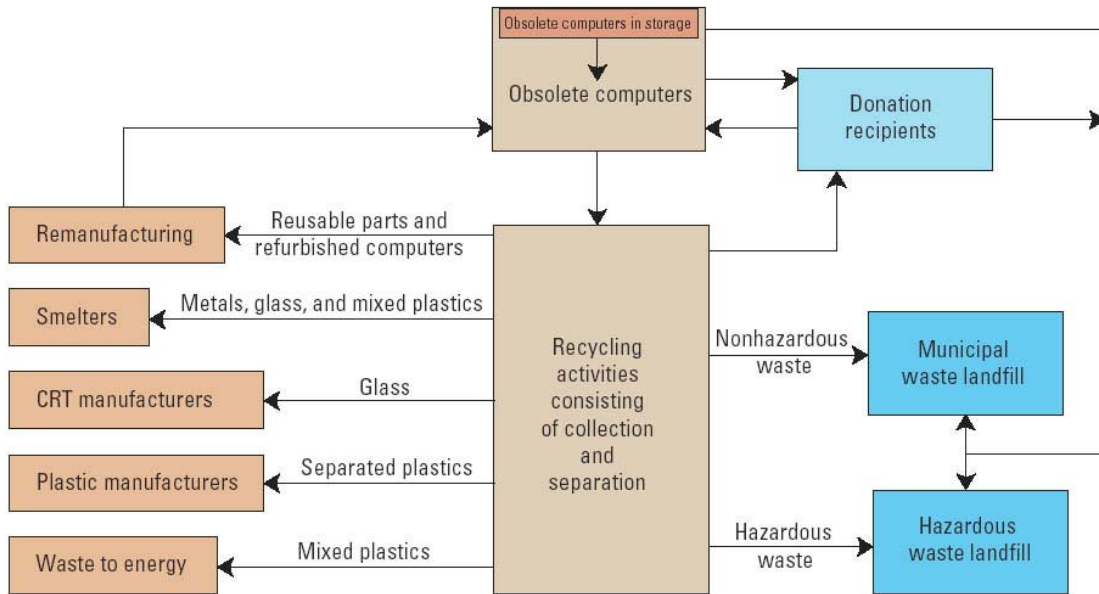 Obsolete computers in storage
Obsolete computers
Donation
recipients
Remanufacturing
Reusable parts and
refurbished computers
Smelters
Metals, glass, and mixed plastics
CRT manufacturers
Glass
Plastic manufacturers
Separated plastics
Waste to energy
Mixed plastics
Recycling
activities
consisting
of collection
and
separation
Nonhazardous
waste
Municipal
waste landfill
Hazardous
waste
Hazardous
waste landfill